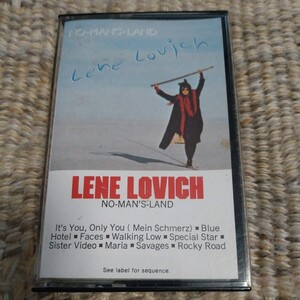 NO-MAN'S-LAND
Lene Lovich
LENE LOVICH
NO-MAN'S-LAND
It's You, Only You ( Mein Schmerz) ■ Blue
Hotel ■ Faces ■ Walking Low ■ Special Star ■
Sister Video ■ Maria ■ Savages ■ Rocky Road
See label for sequence.